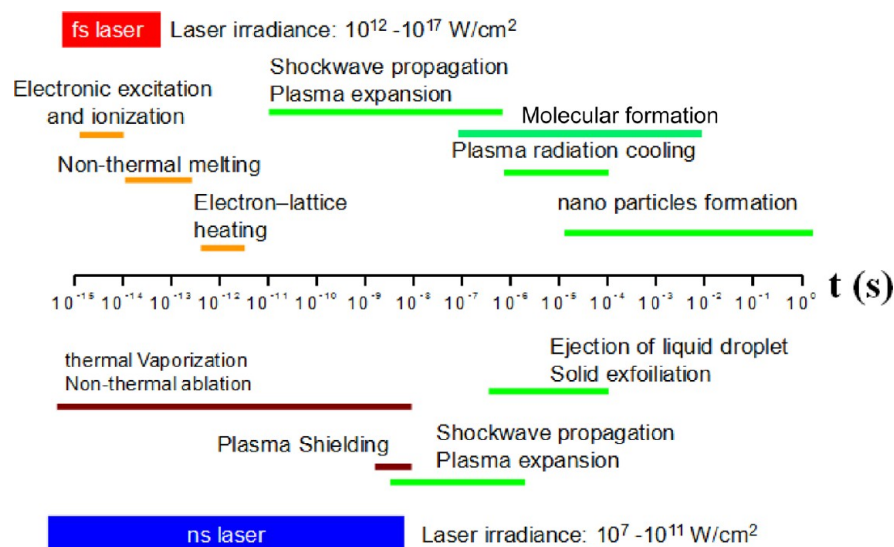 fs laser Laser irradiance: 10¹² -10¹⁷ W/cm²
Shockwave propagation
Plasma expansion
Electronic excitation
and ionization
Molecular formation
Plasma radiation cooling
Non-thermal melting
Electron–lattice
heating
nano particles formation
t (s)
10⁻¹⁵ 10⁻¹⁴ 10⁻¹³ 10⁻¹² 10⁻¹¹ 10⁻¹⁰ 10⁻⁹ 10⁻⁸ 10⁻⁷ 10⁻⁶ 10⁻⁵ 10⁻⁴ 10⁻³ 10⁻² 10⁻¹ 10⁰
thermal Vaporization
Non-thermal ablation
Ejection of liquid droplet
Solid exfoiliation
Plasma Shielding
Shockwave propagation
Plasma expansion
ns laser Laser irradiance: 10⁷ -10¹¹ W/cm²